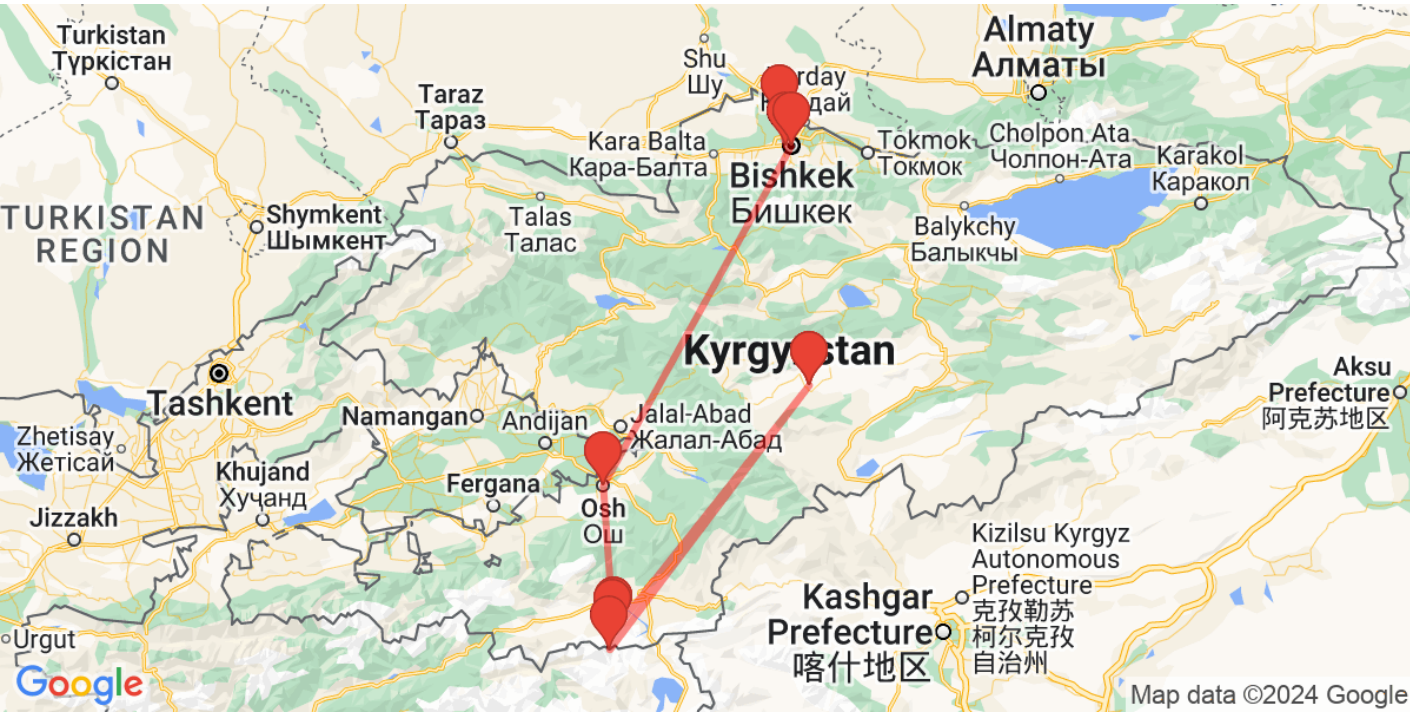 Turkistan
Түркістан
Shu
Шу
Almaty
Алматы
Taraz
Тараз
Kara Balta
Кара-Балта
Tokmok
Токмок
Cholpon Ata
Чолпон-Ата
Karakol
Каракол
Bishkek
Бишкек
TURKISTAN
REGION
Shymkent
Шымкент
Talas
Талас
Balykchy
Балыкчы
Tashkent
Namangan
Andijan
Jalal-Abad
Жалал-Абад
Aksu
Prefecture
阿克苏地区
Zhetisay
Жетісай
Khujand
Хуҷанд
Fergana
Osh
Ош
Jizzakh
Kizilsu Kyrgyz
Autonomous
Prefecture
克孜勒苏
柯尔克孜
自治州
Kashgar
Prefecture
喀什地区
Urgut
Google
Map data ©2024 Google